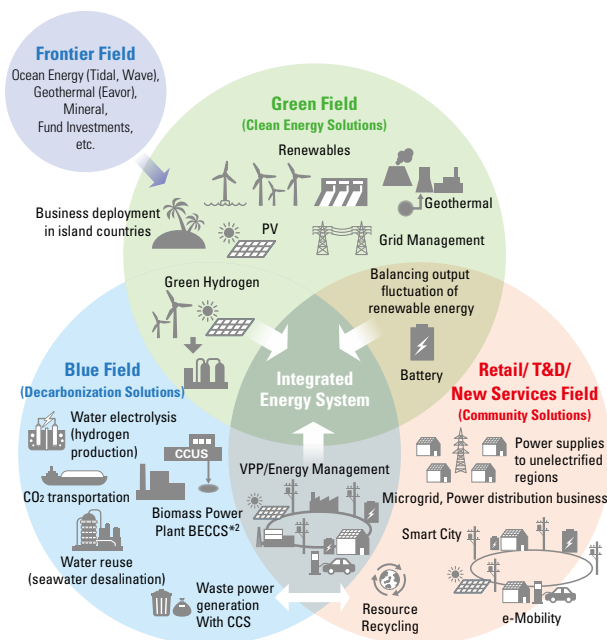 Frontier Field
Ocean Energy (Tidal, Wave),
Geothermal (Eavor),
Mineral,
Fund Investments,
etc.
Green Field
(Clean Energy Solutions)
Renewables
Geothermal
Business deployment
in island countries
PV
Grid Management
Green Hydrogen
Balancing output
fluctuation of
renewable energy
Battery
Integrated
Energy System
Blue Field
(Decarbonization Solutions)
Retail/ T&D/
New Services Field
(Community Solutions)
Water electrolysis
(hydrogen
production)
CCUS
CO2 transportation
Biomass Power
Plant BECCS*2
VPP/Energy Management
Power supplies
to unelectrified
regions
Microgrid, Power distribution business
Water reuse
(seawater desalination)
Smart City
Waste power
generation
With CCS
Resource
Recycling
e-Mobility